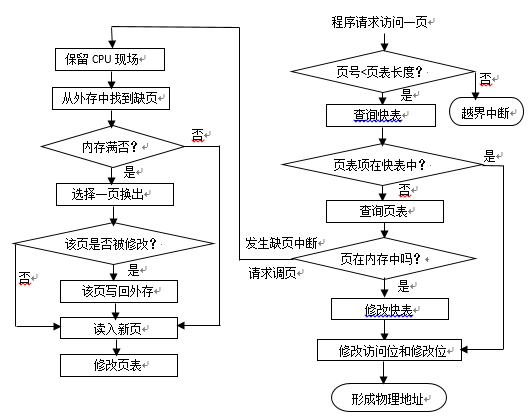 程序请求访问一页
页号<页表长度？
否
是
越界中断
查询快表
页表项在快表中？
是
否
查询页表
发生缺页中断
页在内存中吗？
请求调页
是
修改快表
修改访问位和修改位
形成物理地址
保留 CPU 现场
从外存中找到缺页
内存满否？
否
是
选择一页换出
该页是否被修改？
否
是
该页写回外存
读入新页
修改页表